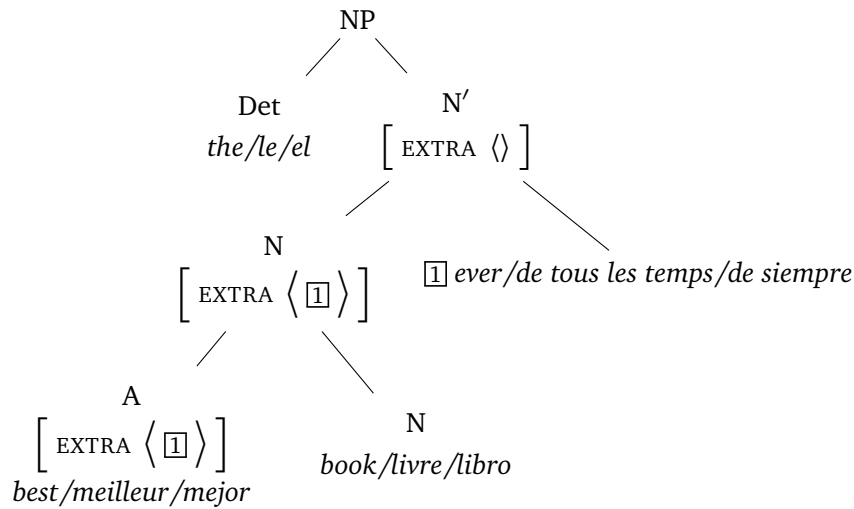 NP
Det
the/le/el
N′
[ EXTRA ⟨⟩ ]
N
[ EXTRA ⟨ 1 ⟩ ]
1 ever/de tous les temps/de siempre
A
[ EXTRA ⟨ 1 ⟩ ]
best/meilleur/mejor
N
book/livre/libro